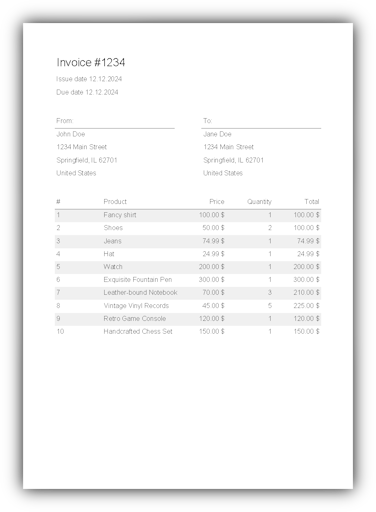 Invoice #1234
Issue date 12.12.2024
Due date 12.12.2024
From: To:
John Doe Jane Doe
1234 Main Street 1234 Main Street
Springfield, IL 62701 Springfield, IL 62701
United States United States
# Product Price Quantity Total
1 Fancy shirt 100.00 $ 1 100.00 $
2 Shoes 50.00 $ 2 100.00 $
3 Jeans 74.99 $ 1 74.99 $
4 Hat 24.99 $ 1 24.99 $
5 Watch 200.00 $ 1 200.00 $
6 Exquisite Fountain Pen 300.00 $ 1 300.00 $
7 Leather-bound Notebook 70.00 $ 3 210.00 $
8 Vintage Vinyl Records 45.00 $ 5 225.00 $
9 Retro Game Console 120.00 $ 1 120.00 $
10 Handcrafted Chess Set 150.00 $ 1 150.00 $